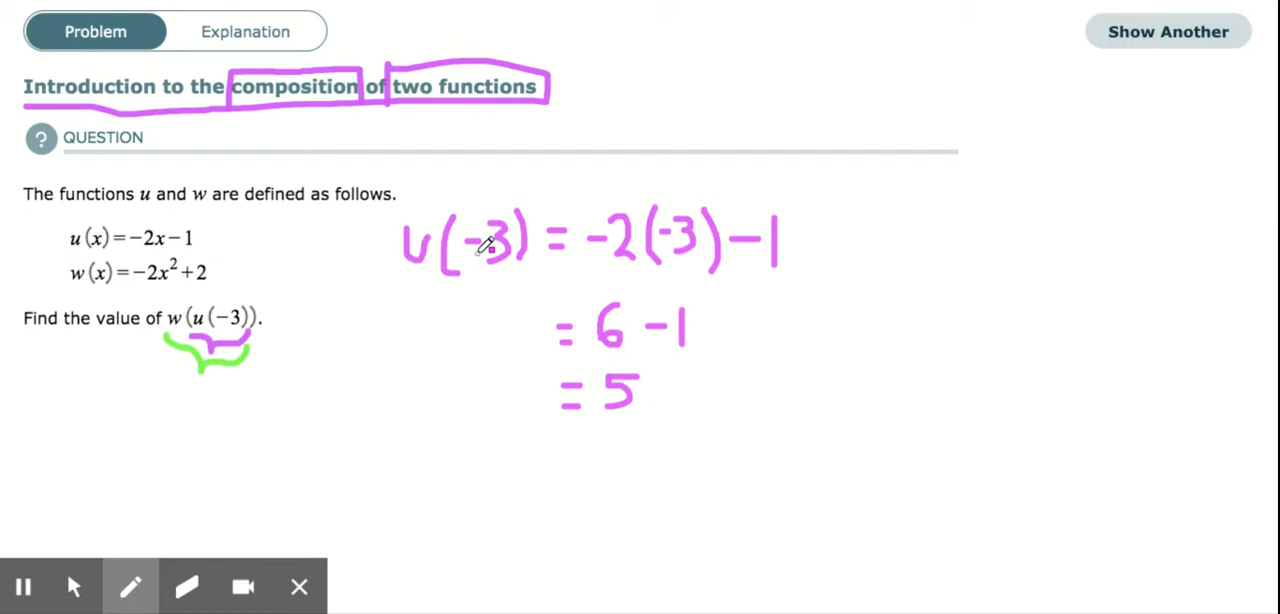 Problem Explanation Show Another
Introduction to the composition of two functions
? QUESTION
The functions u and w are defined as follows.
u(x)=−2x−1
w(x)=−2x²+2
Find the value of w(u(−3)).
u(-3) = -2(-3) - 1
= 6 - 1
= 5